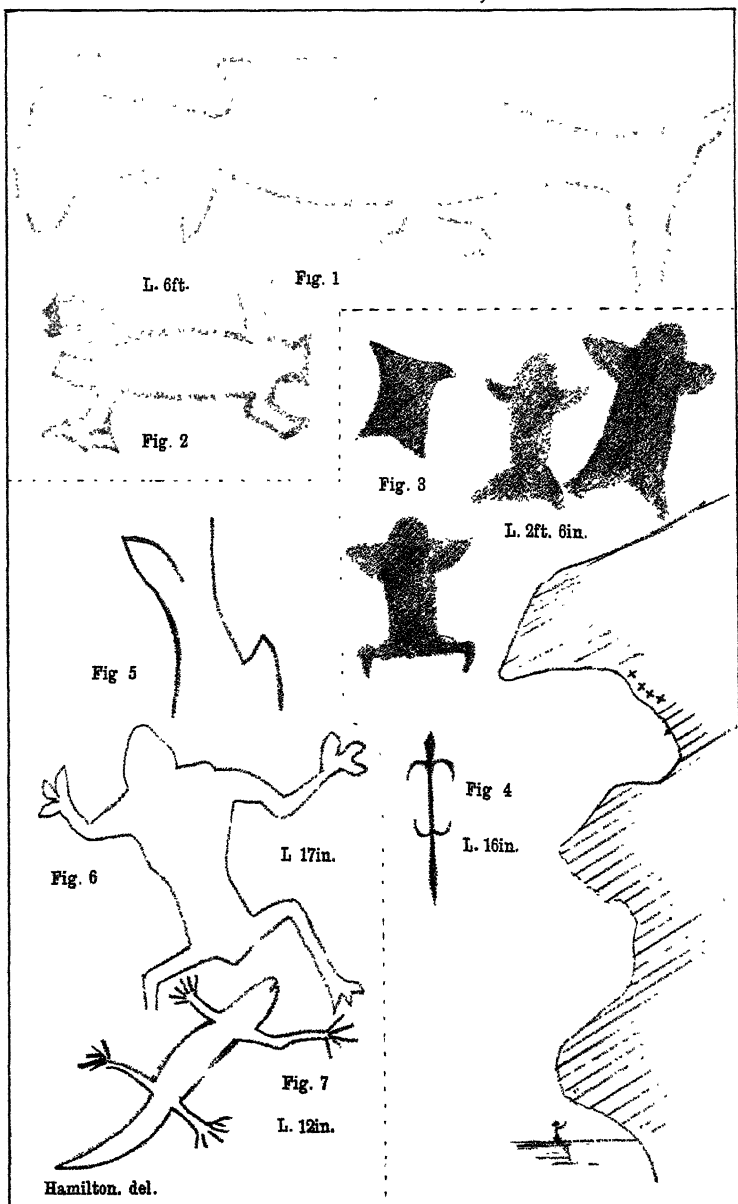 L. 6ft.
Fig. 1
Fig. 2
Fig. 3
L. 2ft. 6in.
Fig 5
Fig 4
L. 16in.
Fig. 6
L 17in.
Fig. 7
L. 12in.
Hamilton. del.